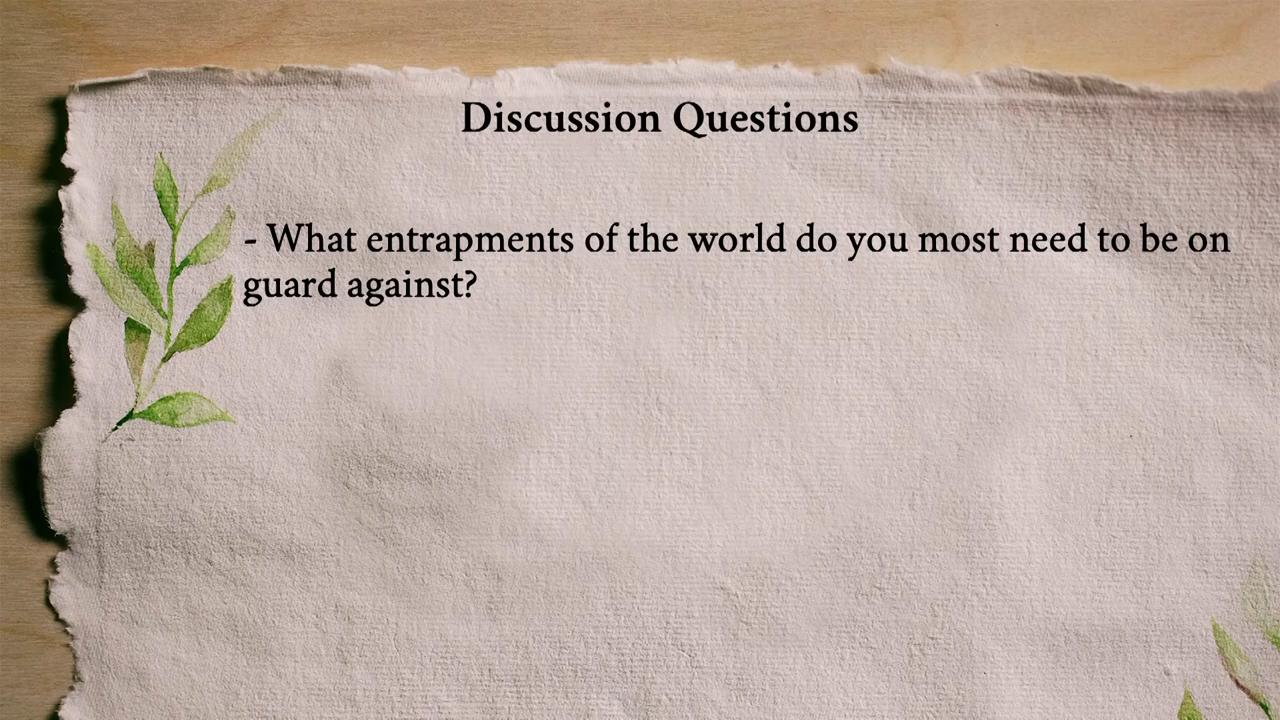 Discussion Questions
- What entrapments of the world do you most need to be on
guard against?